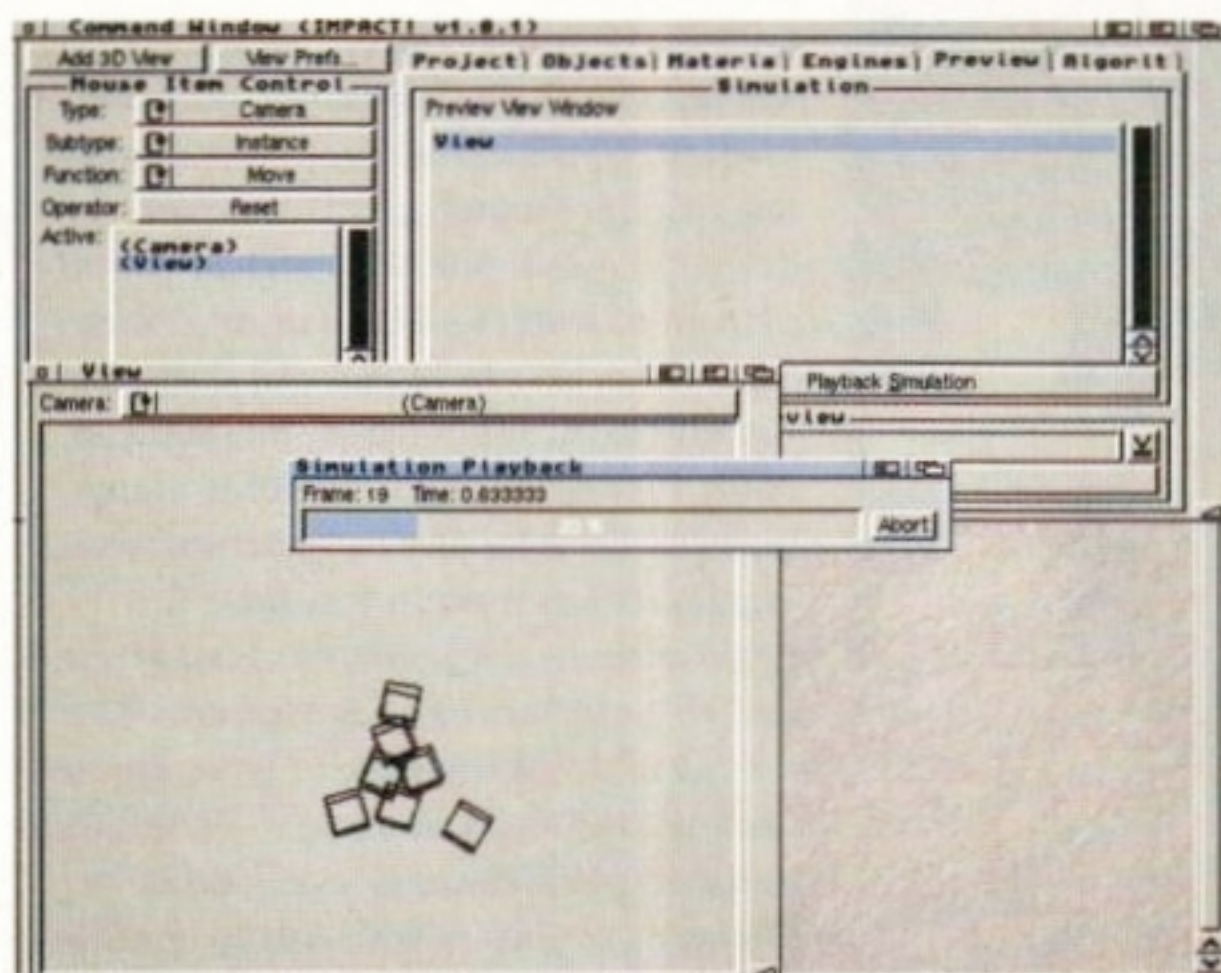 Command Window (IMPACT! v1.0.1)
Add 3D View
View Prefs...
Project
Objects
Materia
Engines
Preview
Algorit
Mouse Item Control
Type:
Camera
Subtype:
Instance
Function:
Move
Operator:
Reset
Active:
(Camera)
(View)
Simulation
Preview View Window
View
Playback Simulation
view
View
Camera:
(Camera)
Simulation Playback
Frame: 19 Time: 0.633333
Abort